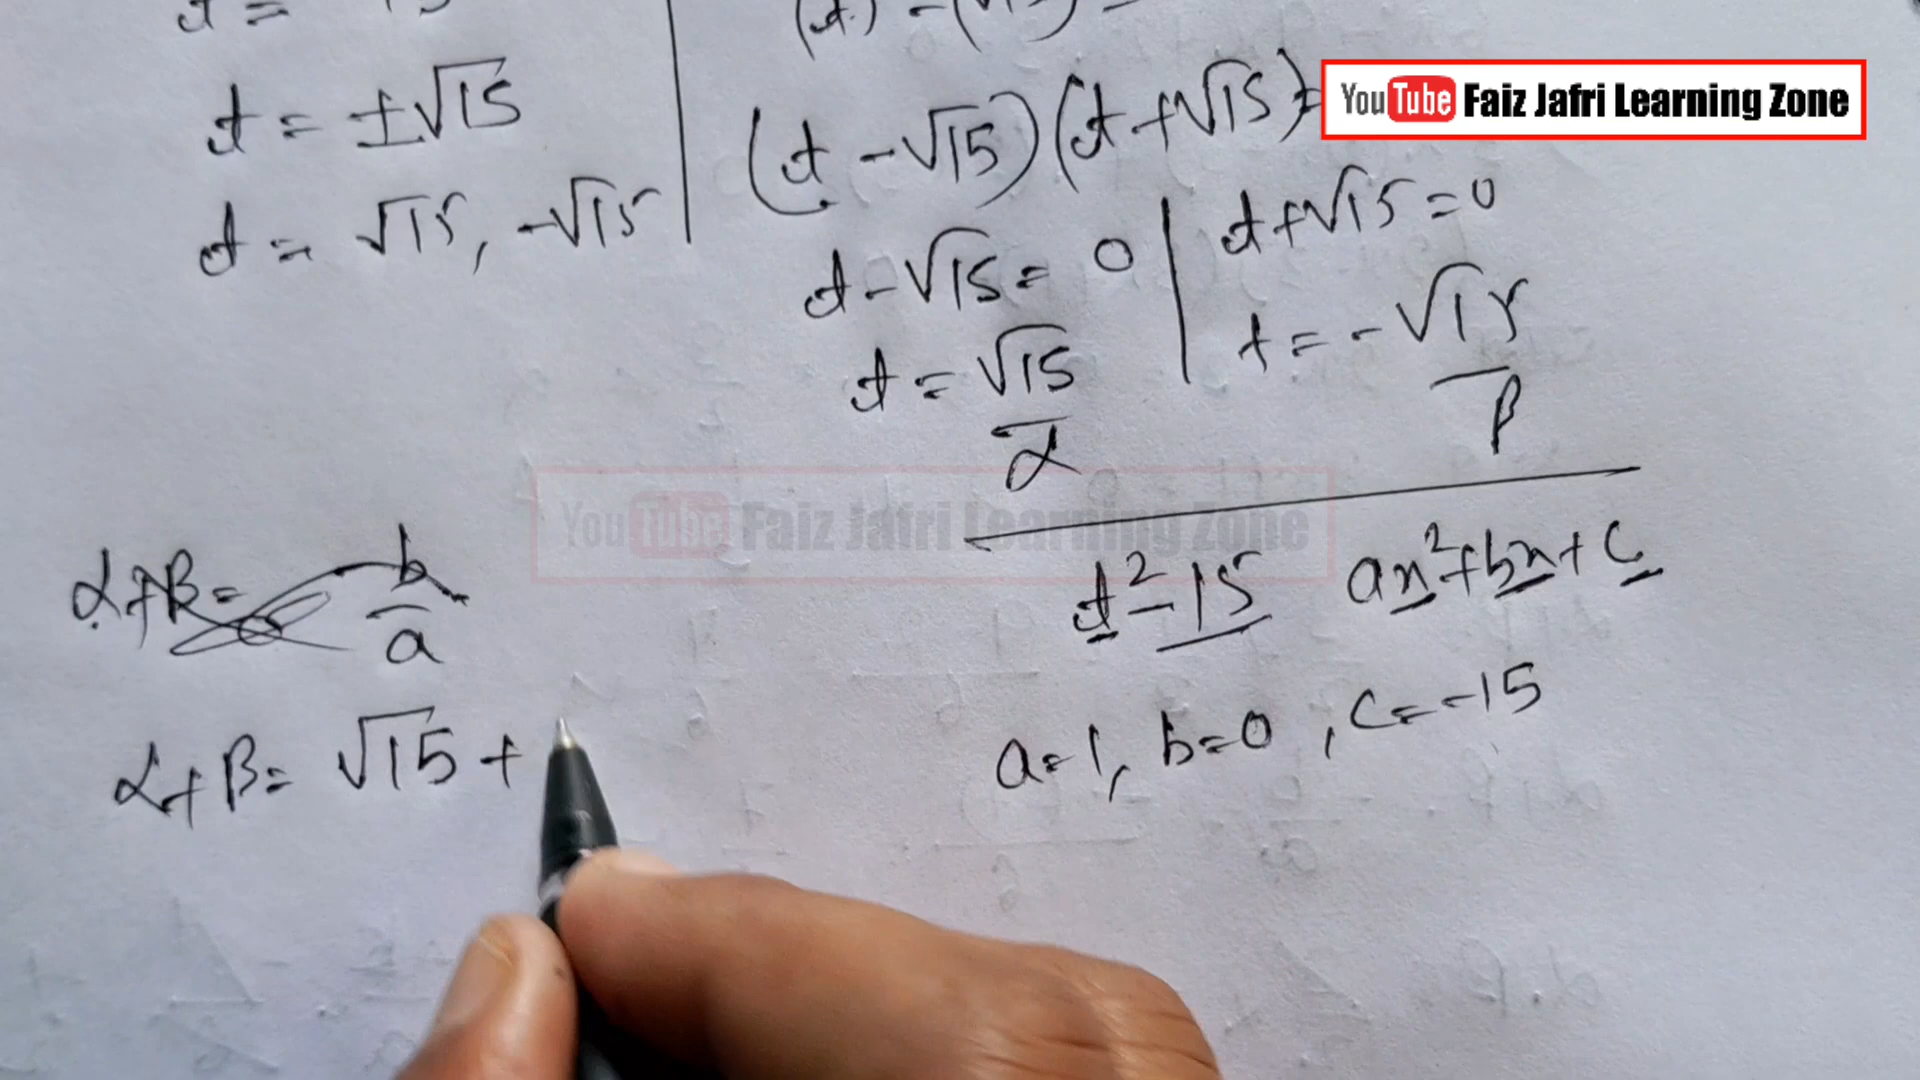 t = ±√15
t = √15, -√15
(t - √15)(t + √15) =
t - √15 = 0
t = √15
α
t + √15 = 0
t = -√15
β
YouTube Faiz Jafri Learning Zone
YouTube Faiz Jafri Learning Zone
α + β = b/a
α + β = √15 +
t² - 15 ax² + bx + c
a = 1, b = 0, c = -15